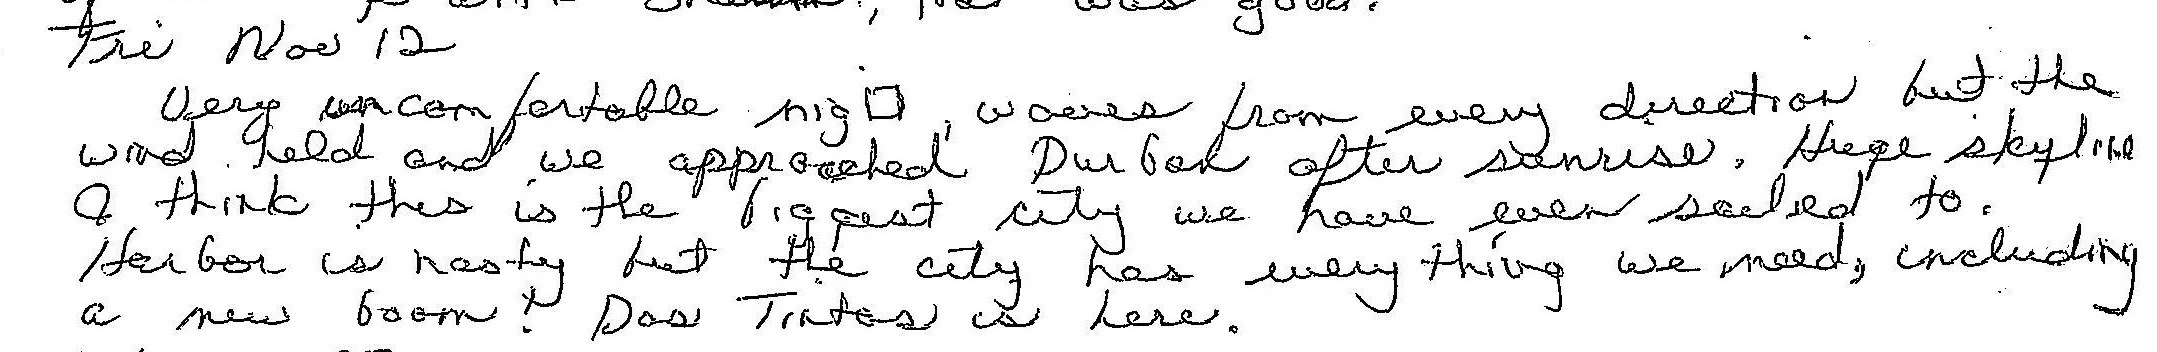 was good.
Fri Nov 12
Very uncomfortable nig□, waves from every direction but the
wind held and we approached Durban after sunrise. Huge skyline
I think this is the biggest city we have ever sailed to.
Harbor is nasty but the city has everything we need, including
a new boom! Dos Tintos is here.